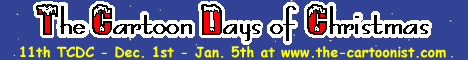 The Cartoon Days of Christmas
11th TCDC - Dec. 1st - Jan. 5th at www.the-cartoonist.com